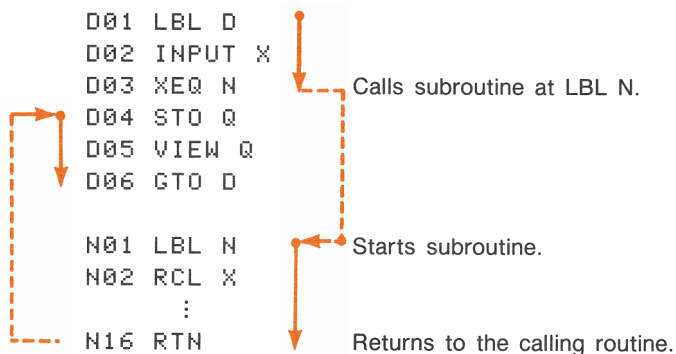 D01 LBL D
D02 INPUT X
D03 XEQ N Calls subroutine at LBL N.
D04 STO Q
D05 VIEW Q
D06 GTO D
N01 LBL N Starts subroutine.
N02 RCL X
⋮
N16 RTN Returns to the calling routine.